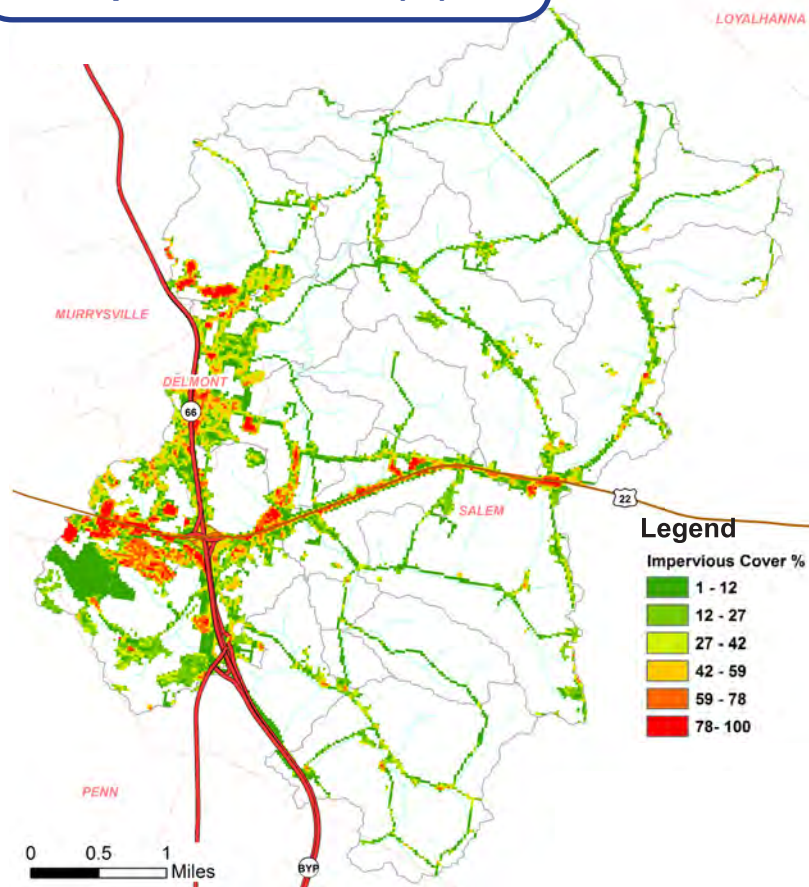 LOYALHANNA
MURRYSVILLE
DELMONT
66
22
SALEM
Legend
Impervious Cover %
1 - 12
12 - 27
27 - 42
42 - 59
59 - 78
78- 100
PENN
0 0.5 1
Miles
BYP